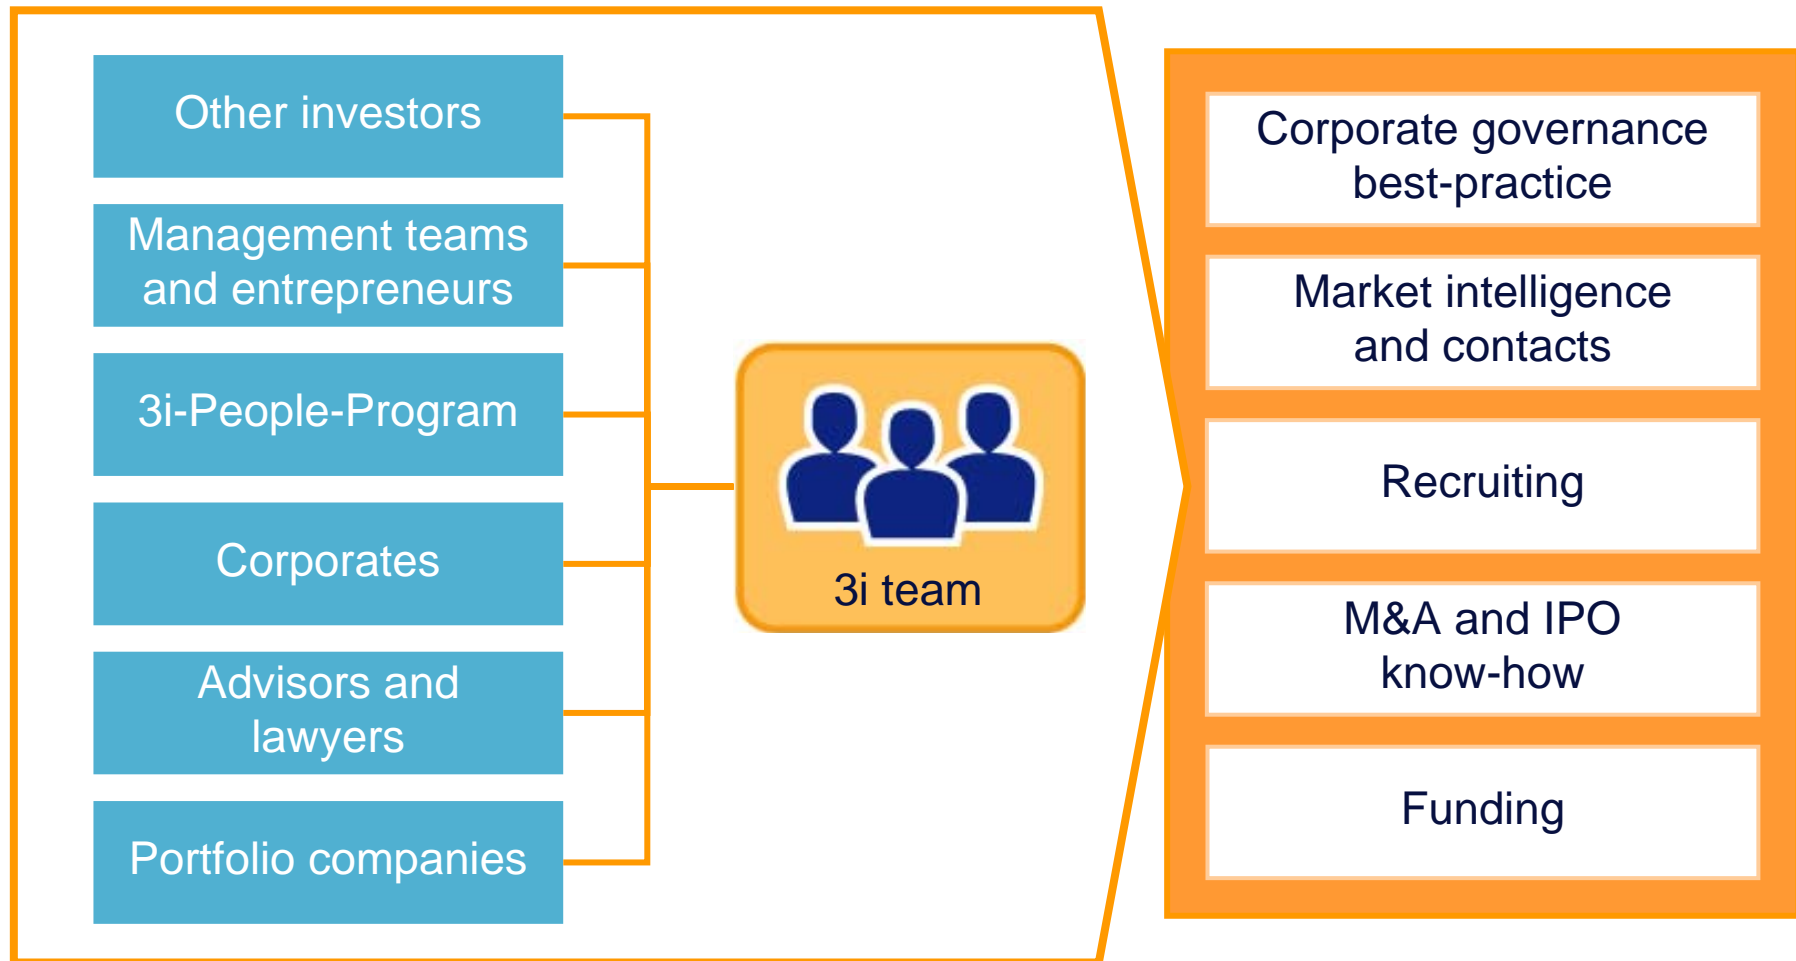 Other investors
Management teams
and entrepreneurs
3i-People-Program
Corporates
Advisors and
lawyers
Portfolio companies
3i team
Corporate governance
best-practice
Market intelligence
and contacts
Recruiting
M&A and IPO
know-how
Funding